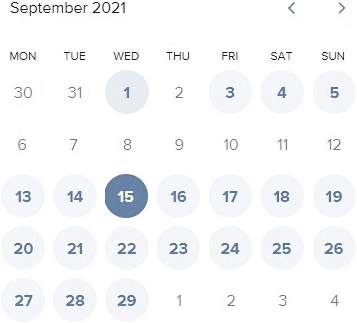 September 2021
MON TUE WED THU FRI SAT SUN
30 31 1 2 3 4 5
6 7 8 9 10 11 12
13 14 15 16 17 18 19
20 21 22 23 24 25 26
27 28 29 1 2 3 4